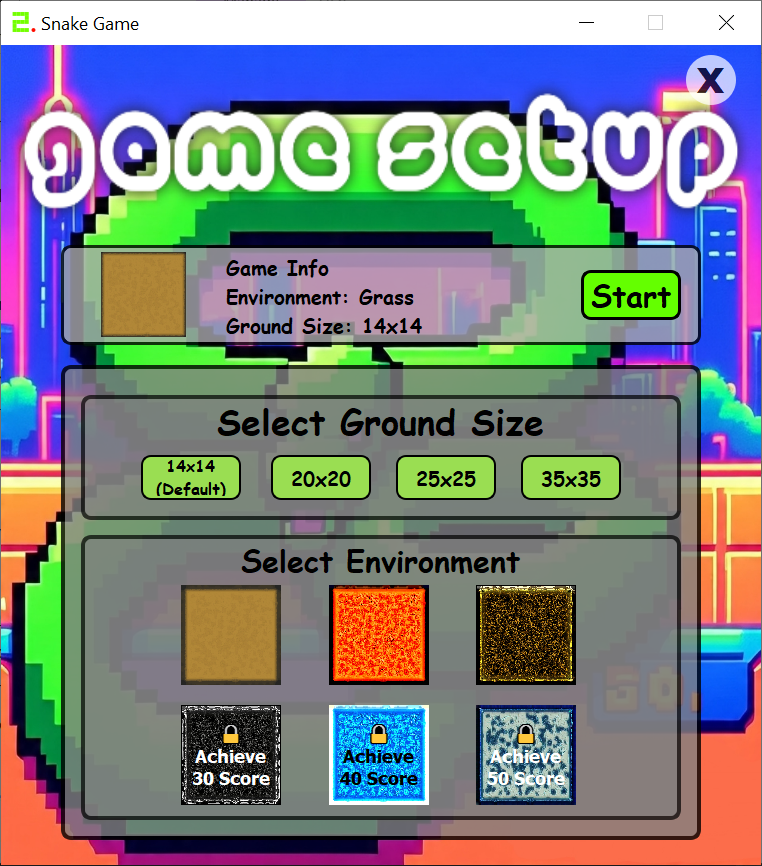 2. Snake Game
X
game setup
Game Info
Environment: Grass
Ground Size: 14x14
Start
Select Ground Size
14x14
(Default)
20x20
25x25
35x35
Select Environment
Achieve
30 Score
Achieve
40 Score
Achieve
50 Score